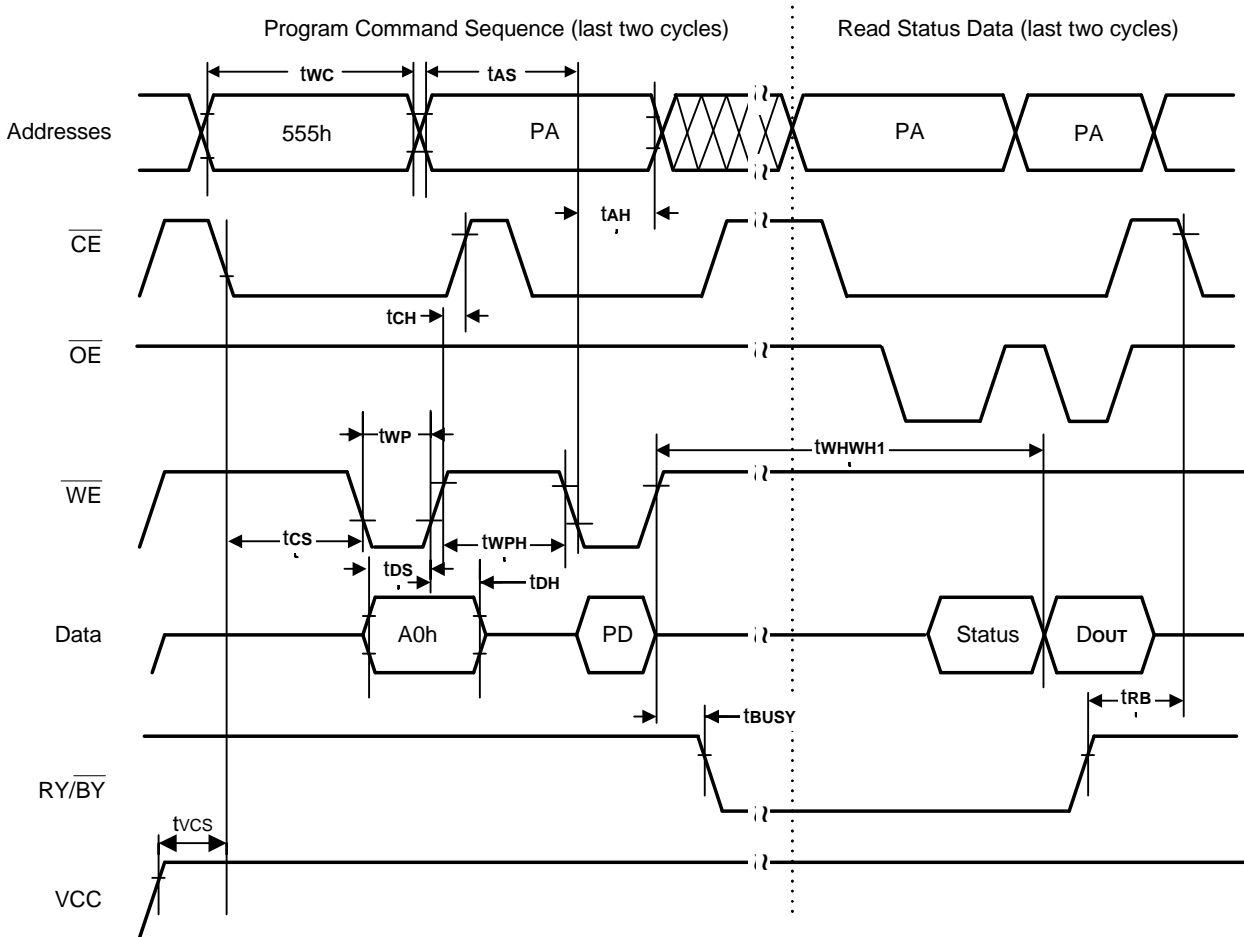 Program Command Sequence (last two cycles)
Read Status Data (last two cycles)
tWC
tAS
Addresses
555h
PA
PA
PA
tAH
CE
tCH
OE
tWP
tWHWH1
WE
tCS
tWPH
tDS
tDH
Data
A0h
PD
Status
DOUT
tBUSY
tRB
RY/BY
tVCS
VCC